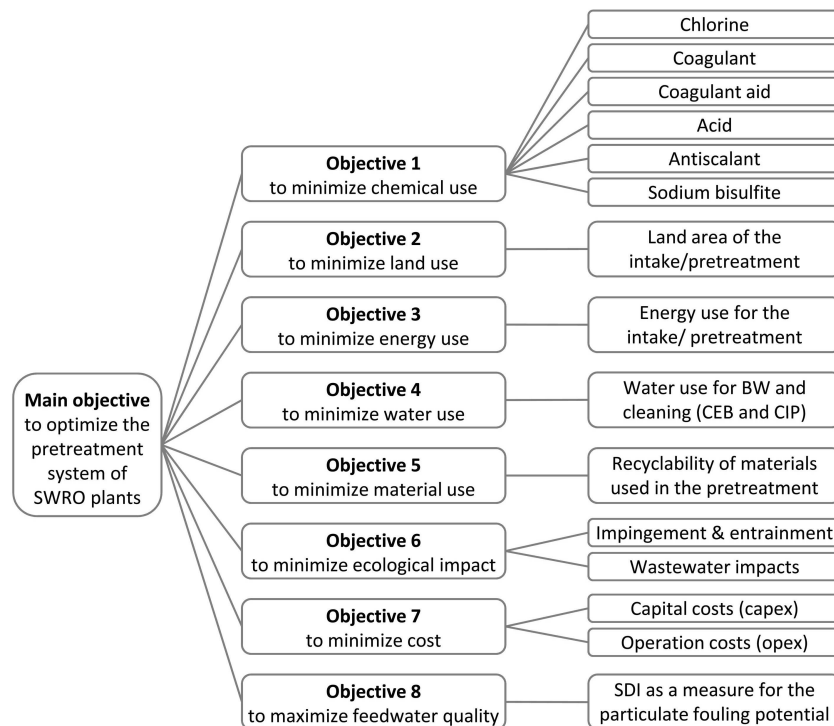 Main objective
to optimize the
pretreatment
system of
SWRO plants
Objective 1
to minimize chemical use
Chlorine
Coagulant
Coagulant aid
Acid
Antiscalant
Sodium bisulfite
Objective 2
to minimize land use
Land area of the
intake/pretreatment
Objective 3
to minimize energy use
Energy use for the
intake/ pretreatment
Objective 4
to minimize water use
Water use for BW and
cleaning (CEB and CIP)
Objective 5
to minimize material use
Recyclability of materials
used in the pretreatment
Objective 6
to minimize ecological impact
Impingement & entrainment
Wastewater impacts
Objective 7
to minimize cost
Capital costs (capex)
Operation costs (opex)
Objective 8
to maximize feedwater quality
SDI as a measure for the
particulate fouling potential